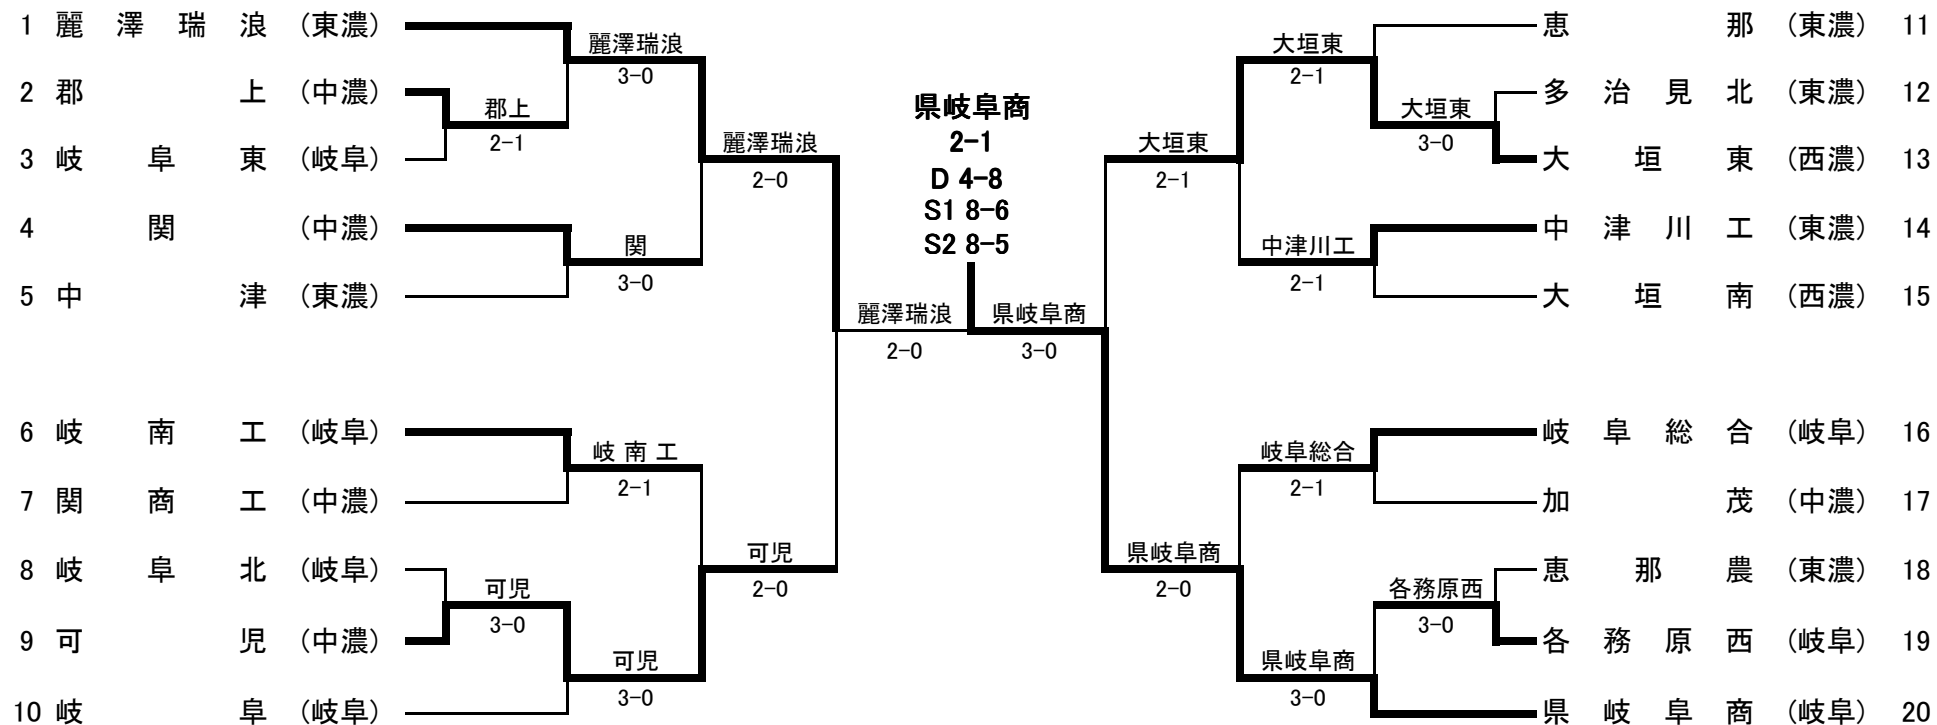 1 麗澤瑞浪 (東濃)
2 郡上 (中濃)
3 岐阜東 (岐阜)
4 関 (中濃)
5 中津 (東濃)
6 岐南工 (岐阜)
7 関商工 (中濃)
8 岐阜北 (岐阜)
9 可児 (中濃)
10 岐阜 (岐阜)
郡上
2-1
可児
3-0
麗澤瑞浪
3-0
関
3-0
岐南工
2-1
可児
3-0
麗澤瑞浪
2-0
可児
2-0
麗澤瑞浪
2-0
県岐阜商
2-1
D 4-8
S1 8-6
S2 8-5
県岐阜商
3-0
大垣東
2-1
県岐阜商
2-0
大垣東
2-1
中津川工
2-1
岐阜総合
2-1
県岐阜商
3-0
大垣東
3-0
各務原西
3-0
恵那 (東濃) 11
多治見北 (東濃) 12
大垣東 (西濃) 13
中津川工 (東濃) 14
大垣南 (西濃) 15
岐阜総合 (岐阜) 16
加茂 (中濃) 17
恵那農 (東濃) 18
各務原西 (岐阜) 19
県岐阜商 (岐阜) 20